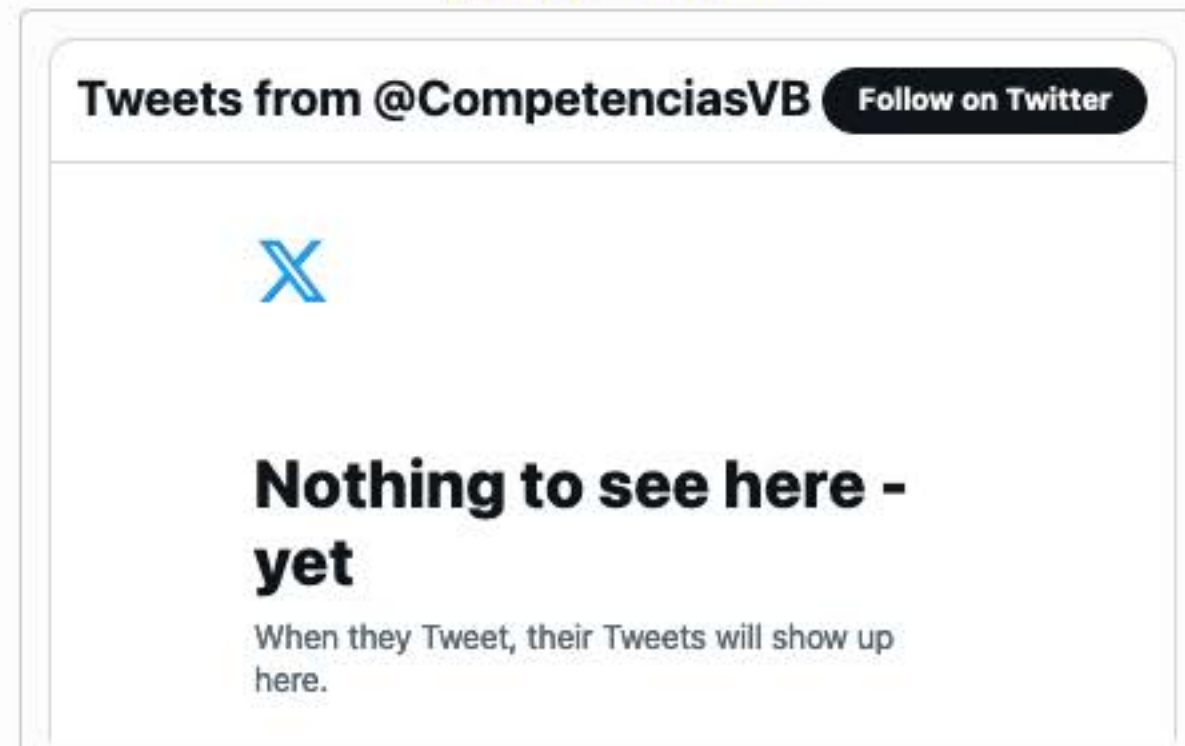 Tweets from @CompetenciasVB Follow on Twitter
Nothing to see here -
yet
When they Tweet, their Tweets will show up
here.